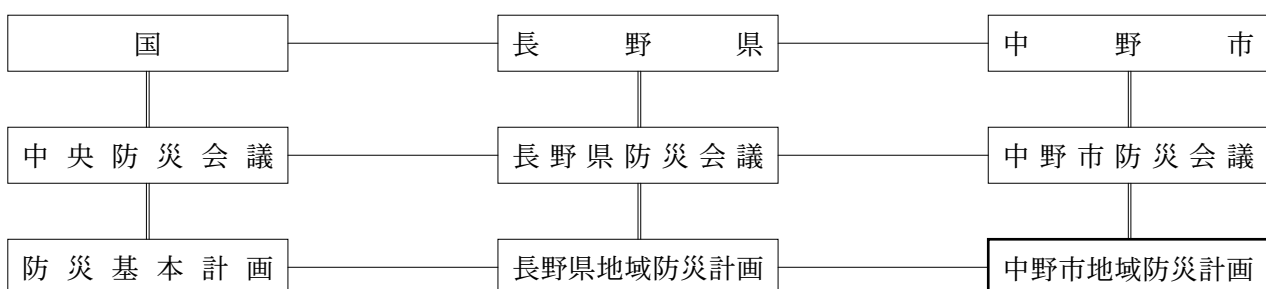 国 長野県 中野市
中央防災会議 長野県防災会議 中野市防災会議
防災基本計画 長野県地域防災計画 中野市地域防災計画